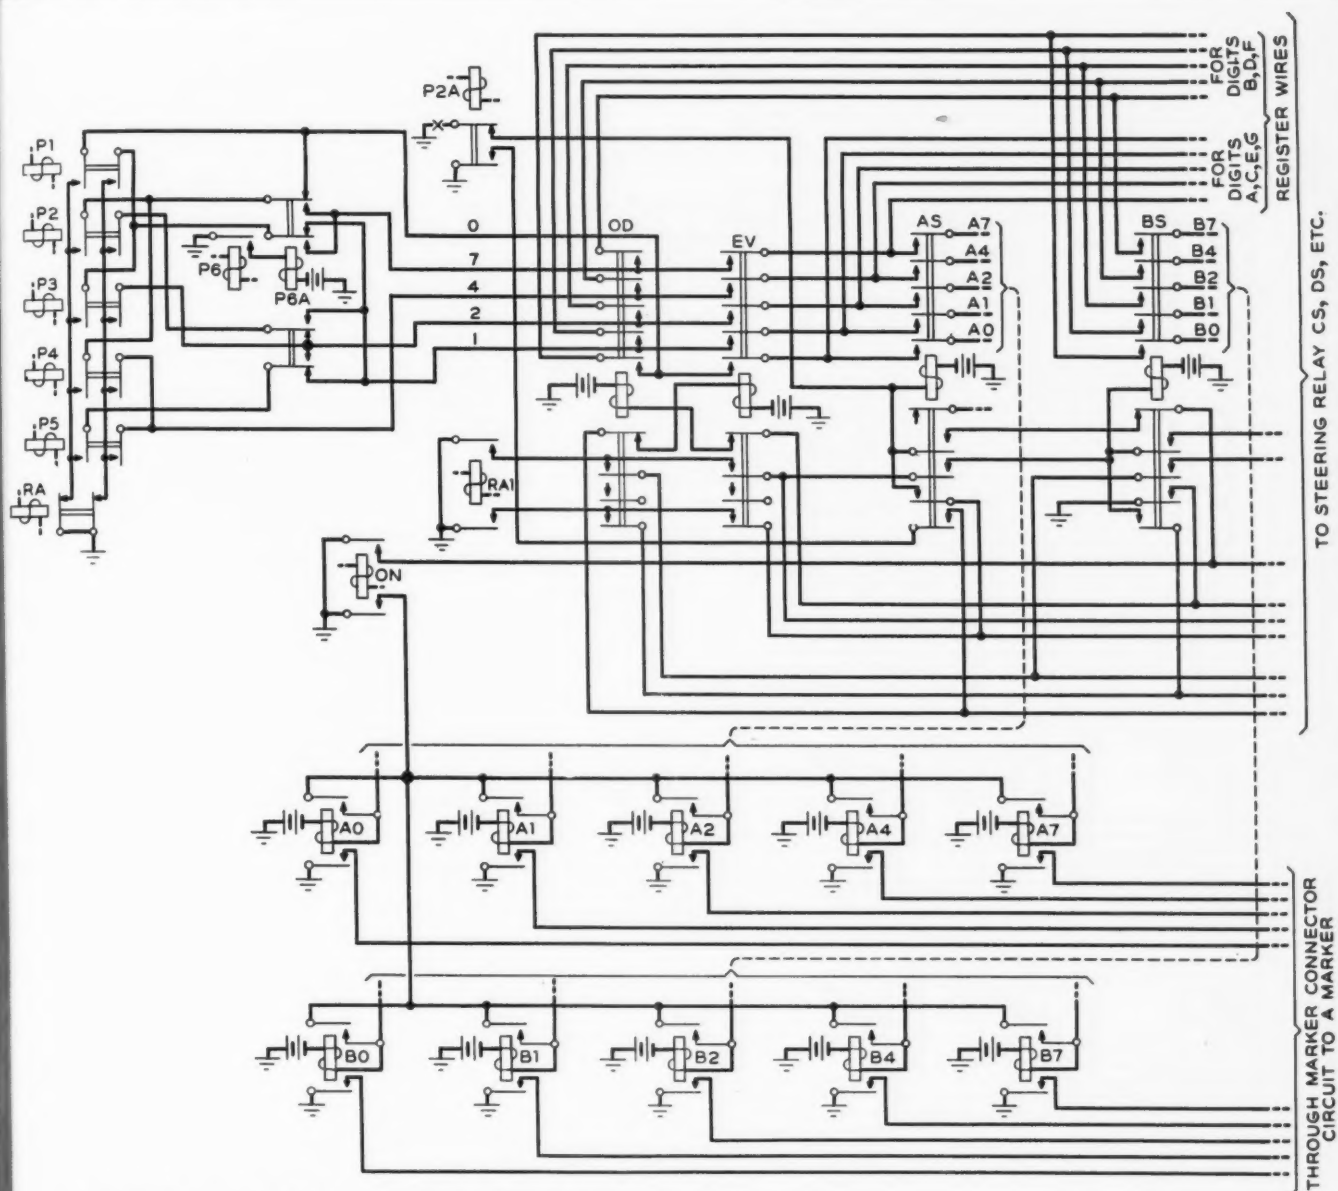 P1
P2
P3
P4
P5
RA
P6
P6A
P2A
0
7
4
2
1
OD
EV
RA1
ON
AS
A7
A4
A2
A1
A0
BS
B7
B4
B2
B1
B0
FOR DIGITS B,D,F
FOR DIGITS A,C,E,G
REGISTER WIRES
TO STEERING RELAY CS, DS, ETC.
A0
A1
A2
A4
A7
B0
B1
B2
B4
B7
THROUGH MARKER CONNECTOR
CIRCUIT TO A MARKER